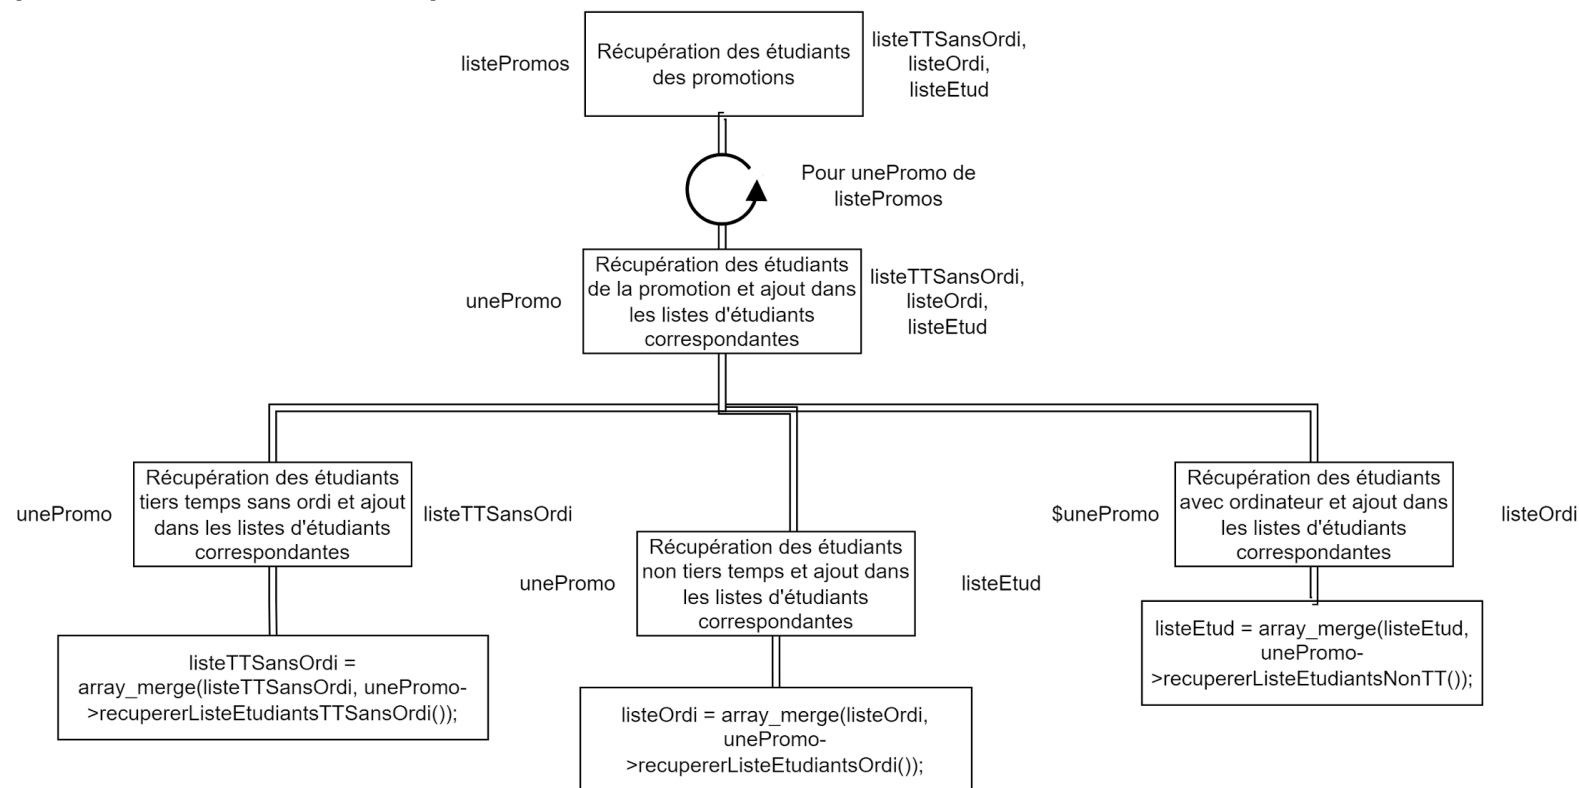 listePromos
Récupération des étudiants
des promotions
listeTTSansOrdi,
listeOrdi,
listeEtud
Pour unePromo de
listePromos
unePromo
Récupération des étudiants
de la promotion et ajout dans
les listes d'étudiants
correspondantes
listeTTSansOrdi,
listeOrdi,
listeEtud
unePromo
Récupération des étudiants
tiers temps sans ordi et ajout
dans les listes d'étudiants
correspondantes
listeTTSansOrdi
unePromo
Récupération des étudiants
non tiers temps et ajout dans
les listes d'étudiants
correspondantes
listeEtud
$unePromo
Récupération des étudiants
avec ordinateur et ajout dans
les listes d'étudiants
correspondantes
listeOrdi
listeTTSansOrdi =
array_merge(listeTTSansOrdi, unePromo-
>recupererListeEtudiantsTTSansOrdi());
listeOrdi = array_merge(listeOrdi,
unePromo-
>recupererListeEtudiantsOrdi());
listeEtud = array_merge(listeEtud,
unePromo-
>recupererListeEtudiantsNonTT());